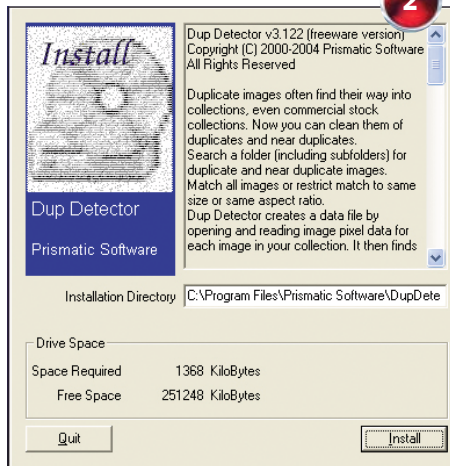 2
Install
Dup Detector
Prismatic Software
Dup Detector v3.122 (freeware version)
Copyright (C) 2000-2004 Prismatic Software
All Rights Reserved
Duplicate images often find their way into
collections, even commercial stock
collections. Now you can clean them of
duplicates and near duplicates.
Search a folder (including subfolders) for
duplicate and near duplicate images.
Match all images or restrict match to same
size or same aspect ratio.
Dup Detector creates a data file by
opening and reading image pixel data for
each image in your collection. It then finds
Installation Directory C:\Program Files\Prismatic Software\DupDete
Drive Space
Space Required 1368 KiloBytes
Free Space 251248 KiloBytes
Quit Install